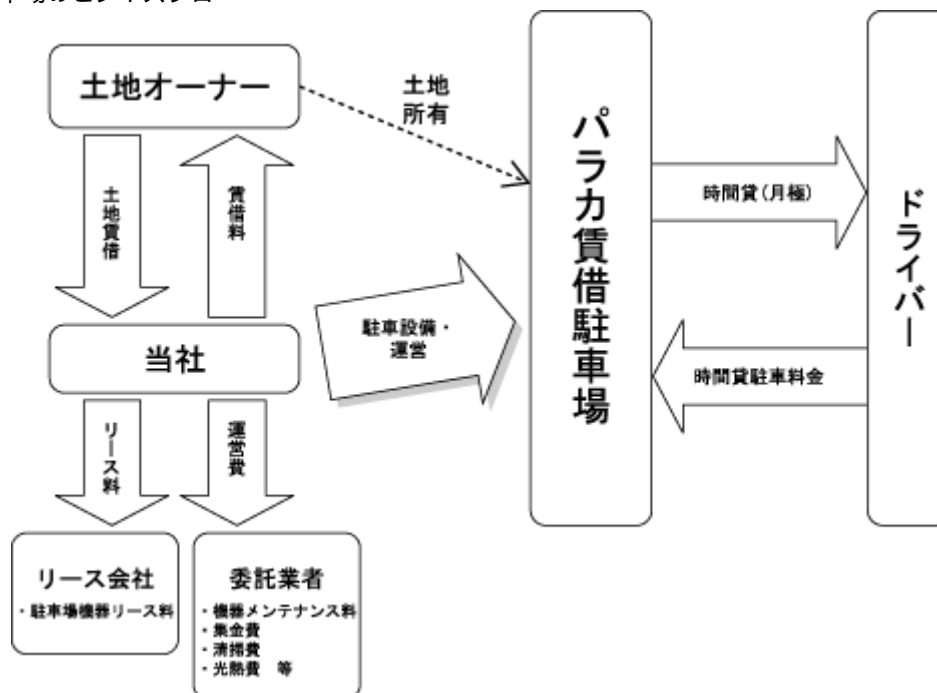 土地オーナー
土地
所有
土地賃借
賃借料
当社
駐車設備・
運営
パラカ賃借駐車場
時間貸(月極)
時間貸駐車料金
ドライバー
リース料
運営費
リース会社
・駐車場機器リース料
委託業者
・機器メンテナンス料
・集金費
・清掃費
・光熱費 等